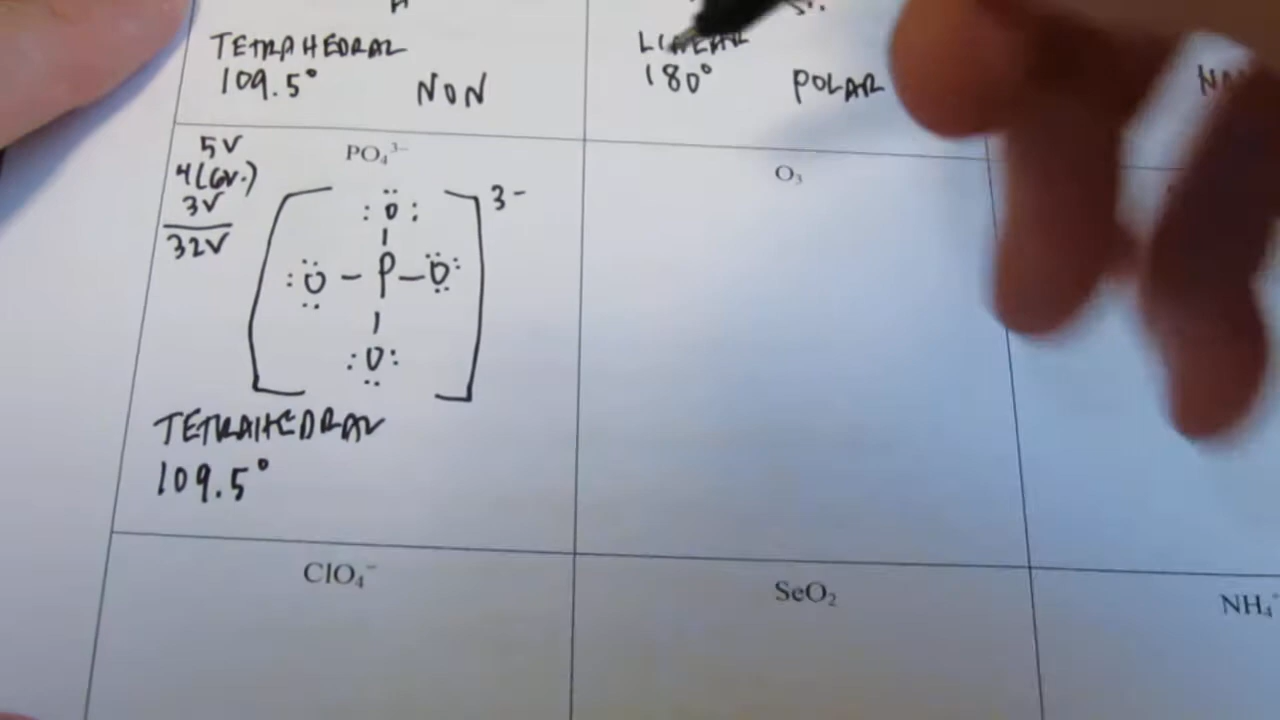 TETRAHEDRAL
109.5° NON
LINEAR
180° POLAR
5V
4(6V.)
3V
32V
PO₄³⁻
3-
:O:
:O - P - O:
:O:
TETRAHEDRAL
109.5°
O₃
ClO₄⁻
SeO₂
NH₄⁺